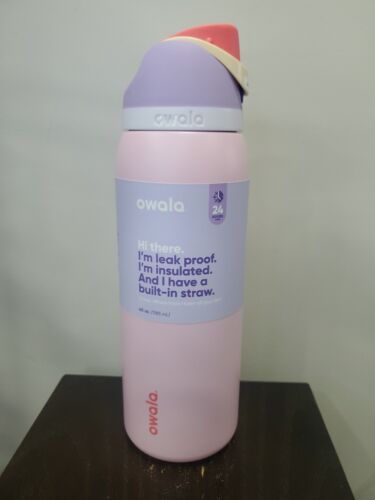 owala
owala
24
Hi there.
I'm leak proof.
I'm insulated.
And I have a
built-in straw.
owala